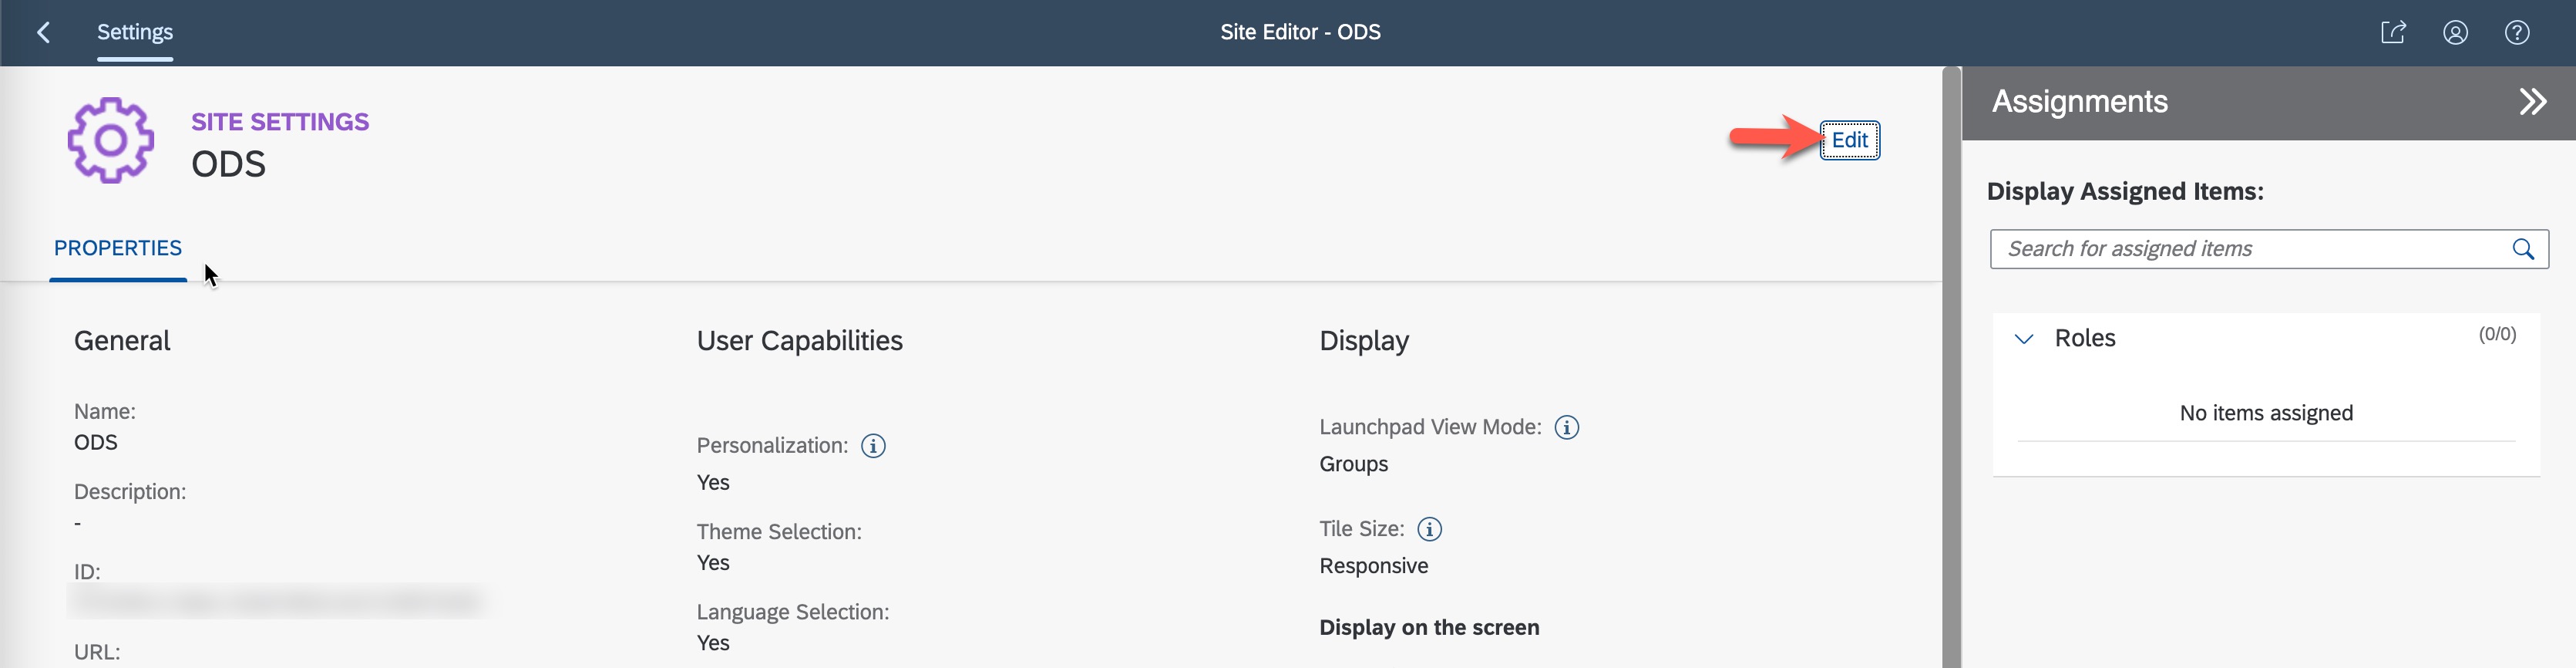 Settings
Site Editor - ODS
SITE SETTINGS
ODS
Edit
PROPERTIES
General
Name:
ODS
Description:
-
ID:
URL:
User Capabilities
Personalization:
Yes
Theme Selection:
Yes
Language Selection:
Yes
Display
Launchpad View Mode:
Groups
Tile Size:
Responsive
Display on the screen
Assignments
Display Assigned Items:
Search for assigned items
Roles
(0/0)
No items assigned